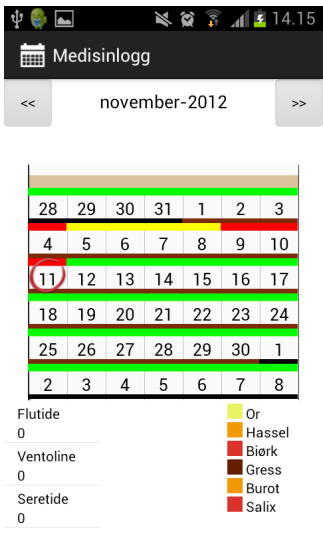 14.15
Medisinlogg
<< november-2012 >>
28 29 30 31 1 2 3
4 5 6 7 8 9 10
11 12 13 14 15 16 17
18 19 20 21 22 23 24
25 26 27 28 29 30 1
2 3 4 5 6 7 8
Flutide
0
Ventoline
0
Seretide
0
Or
Hassel
Biørk
Gress
Burot
Salix